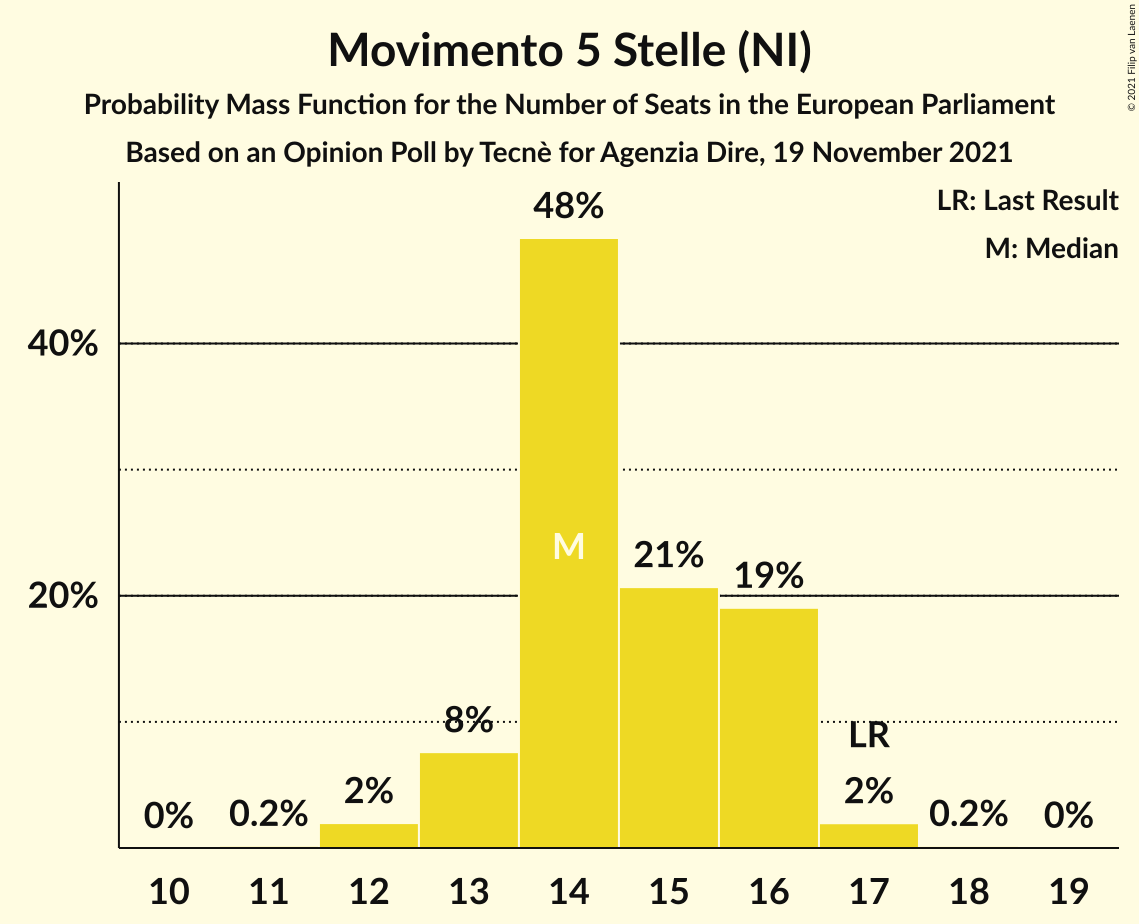 Movimento 5 Stelle (NI)
Probability Mass Function for the Number of Seats in the European Parliament
Based on an Opinion Poll by Tecnè for Agenzia Dire, 19 November 2021
© 2021 Filip van Laenen
LR: Last Result
M: Median
48%
40%
M
21%
19%
20%
8%
LR
2%
2%
0%
0.2%
0.2%
0%
10 11 12 13 14 15 16 17 18 19